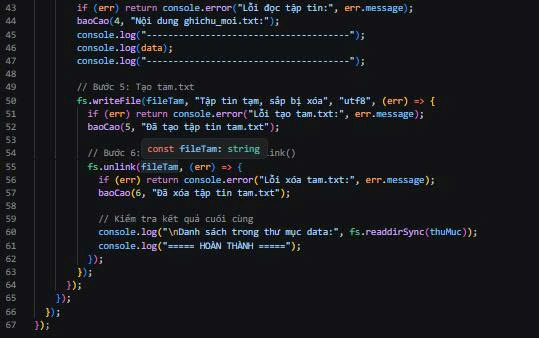 43 if (err) return console.error("Lỗi đọc tập tin:", err.message);
44 baoCao(4, "Nội dung ghichu_moi.txt:");
45 console.log("-------------------------------------");
46 console.log(data);
47 console.log("-------------------------------------");
48
49 // Bước 5: Tạo tam.txt
50 fs.writeFile(fileTam, "Tập tin tạm, sắp bị xóa", "utf8", (err) => {
51 if (err) return console.error("Lỗi tạo tam.txt:", err.message);
52 baoCao(5, "Đã tạo tập tin tam.txt");
53 const fileTam: string
54 // Bước 6: link()
55 fs.unlink(fileTam, (err) => {
56 if (err) return console.error("Lỗi xóa tam.txt:", err.message);
57 baoCao(6, "Đã xóa tập tin tam.txt");
58
59 // Kiểm tra kết quả cuối cùng
60 console.log("\nDanh sách trong thư mục data:", fs.readdirSync(thuMuc));
61 console.log("===== HOÀN THÀNH =====");
62 });
63 });
64 });
65 });
66 });
67 });